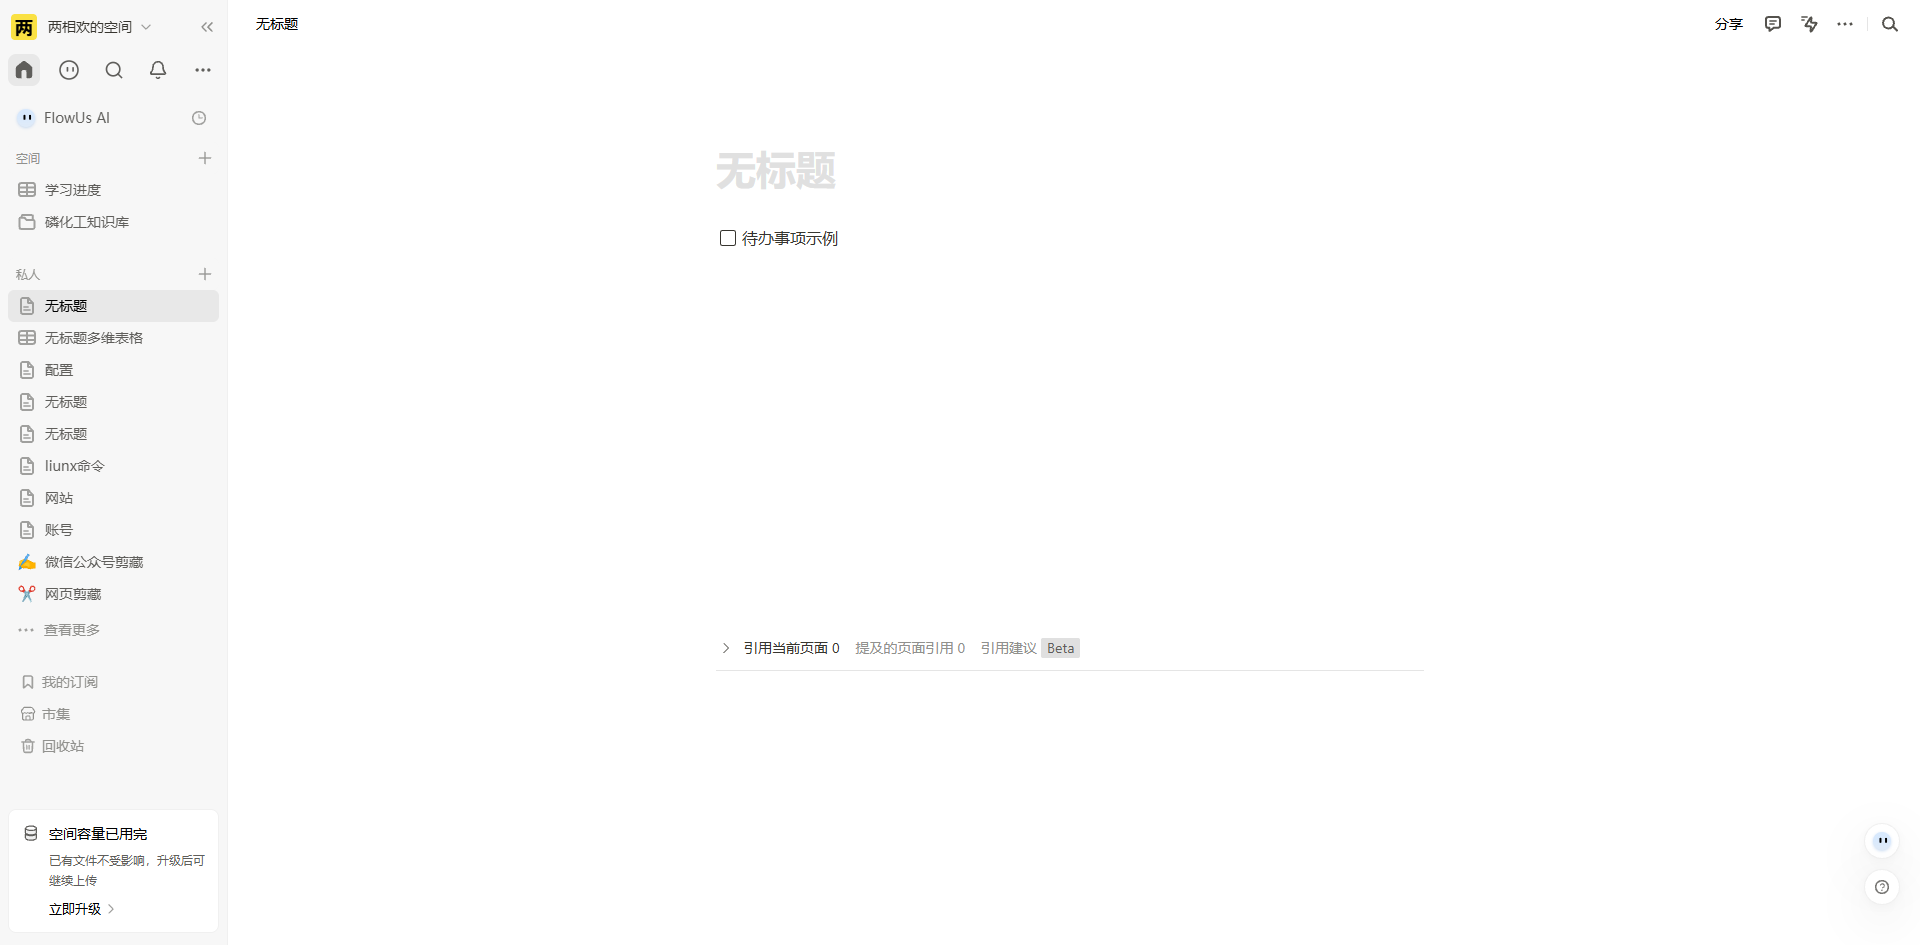 两 两相欢的空间
FlowUs AI
空间
学习进度
磷化工知识库
私人
无标题
无标题多维表格
配置
无标题
无标题
liunx命令
网站
账号
微信公众号剪藏
网页剪藏
查看更多
我的订阅
市集
回收站
空间容量已用完
已有文件不受影响，升级后可
继续上传
立即升级
无标题
分享
无标题
待办事项示例
引用当前页面 0 提及的页面引用 0 引用建议 Beta